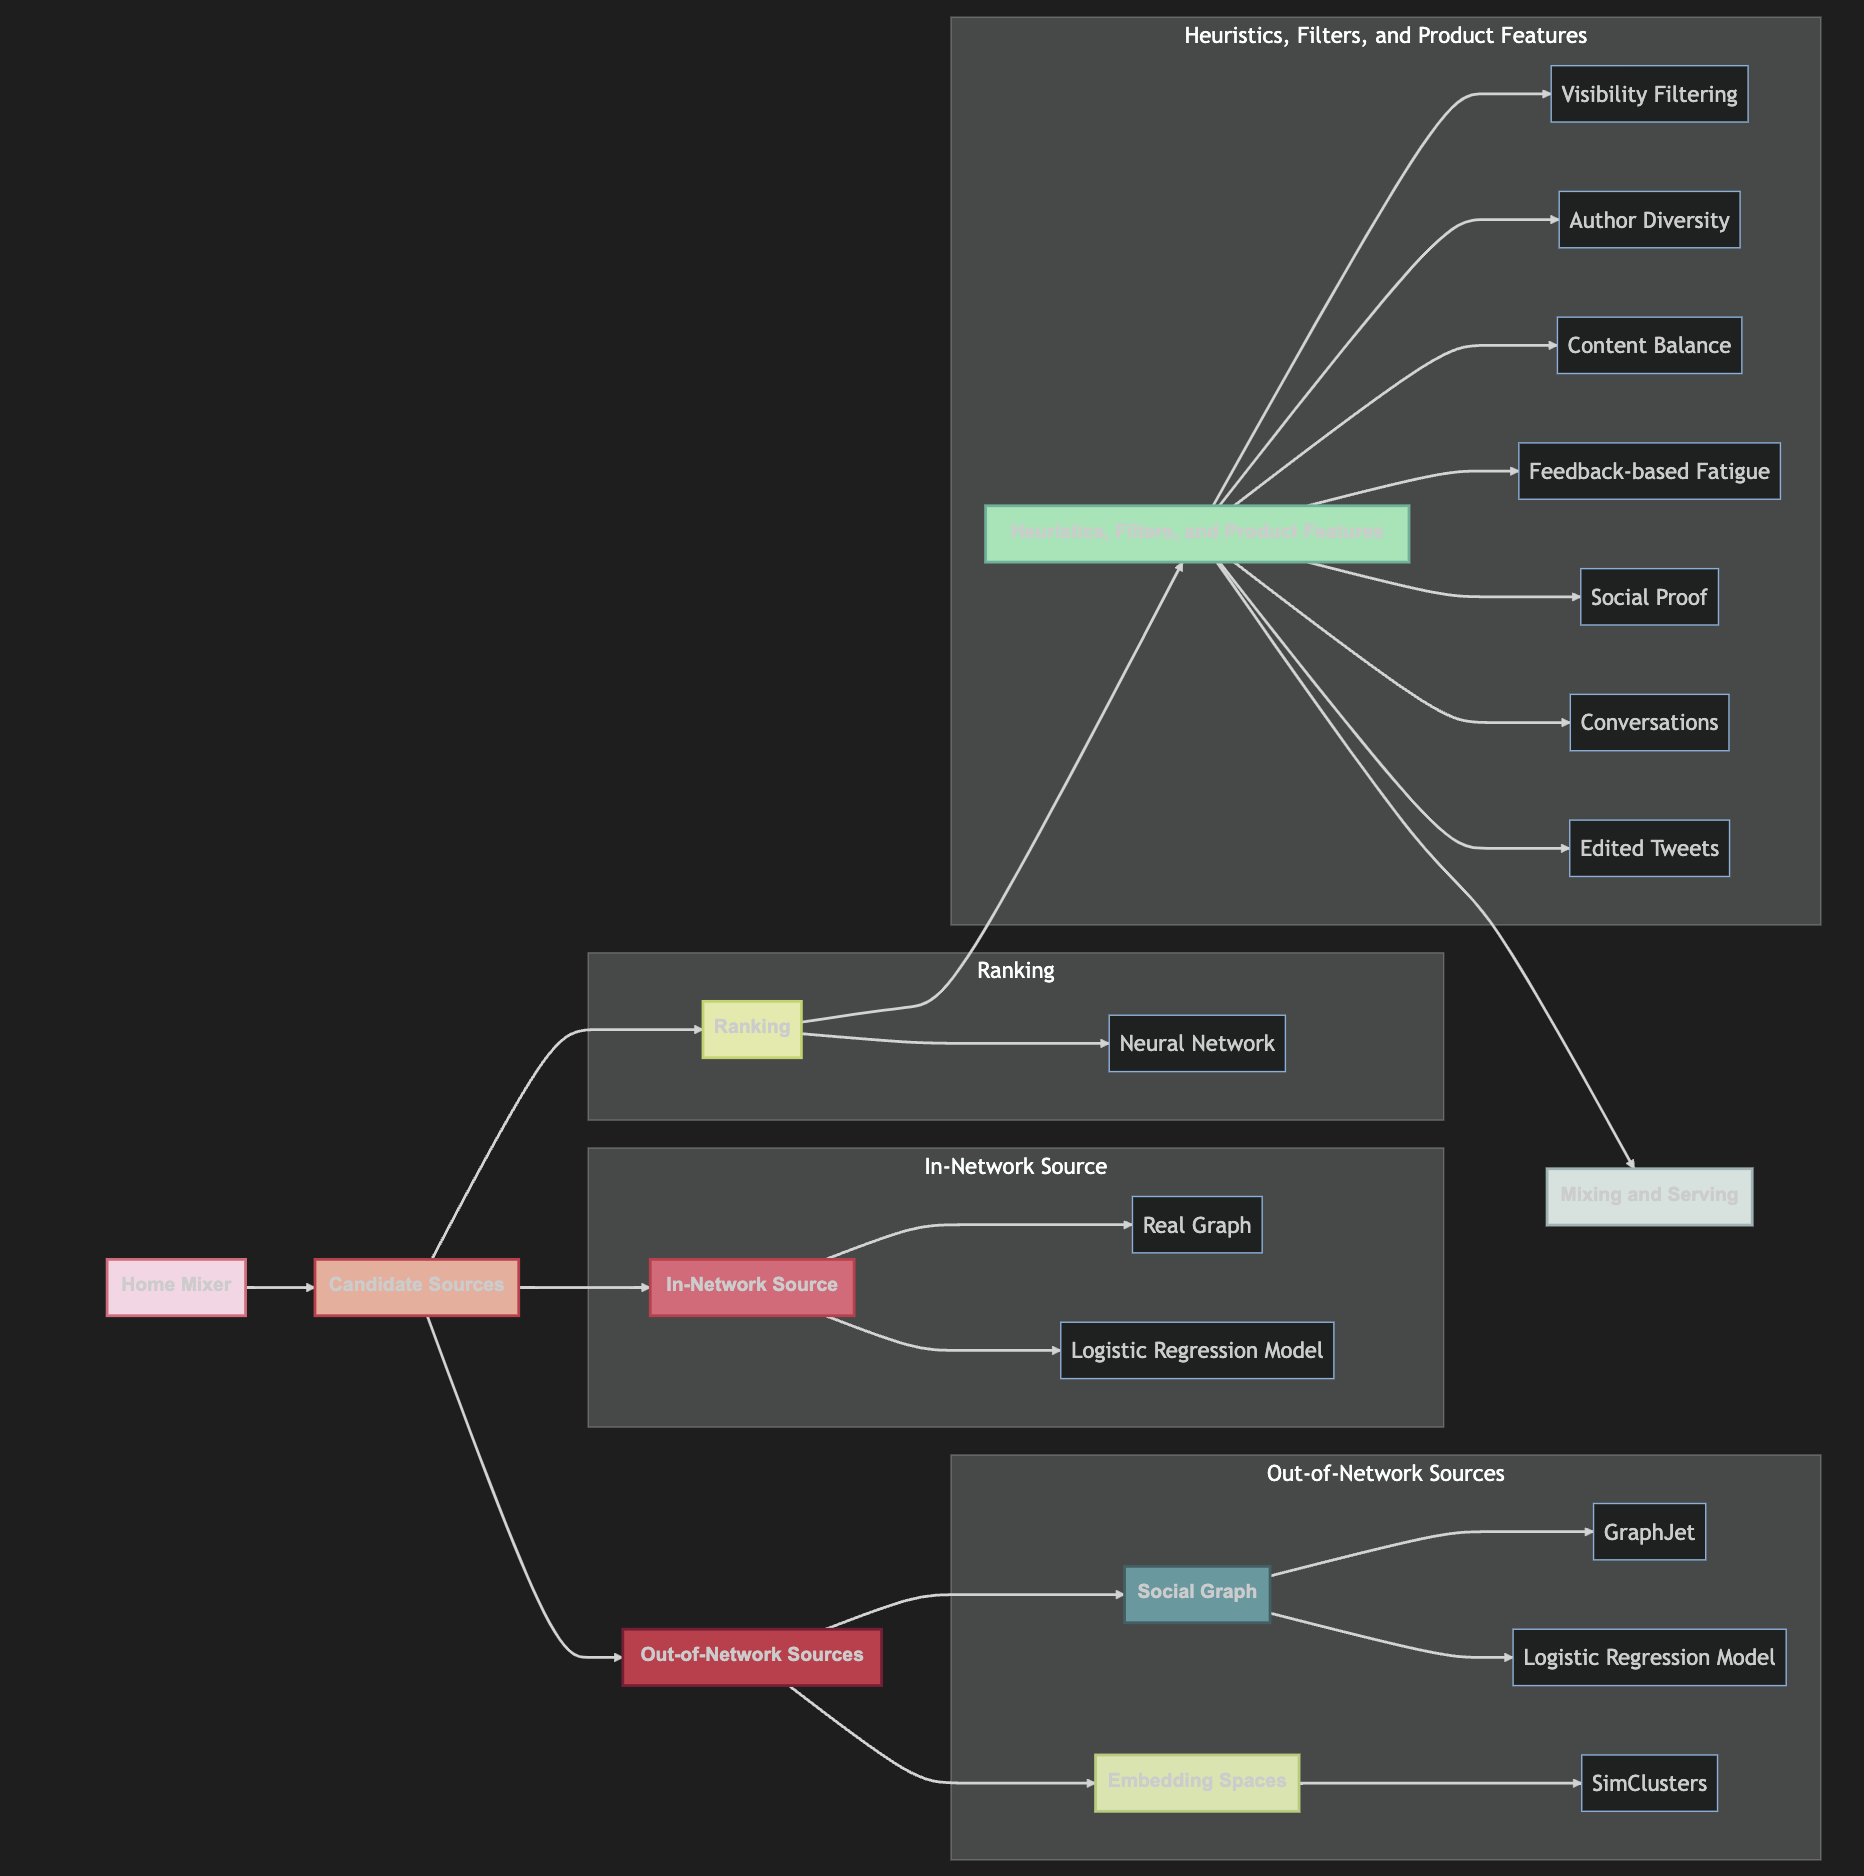 Heuristics, Filters, and Product Features
Visibility Filtering
Author Diversity
Content Balance
Feedback-based Fatigue
Heuristics, Filters, and Product Features
Social Proof
Conversations
Edited Tweets
Ranking
Ranking
Neural Network
In-Network Source
Mixing and Serving
Real Graph
Home Mixer
Candidate Sources
In-Network Source
Logistic Regression Model
Out-of-Network Sources
GraphJet
Social Graph
Out-of-Network Sources
Logistic Regression Model
Embedding Spaces
SimClusters